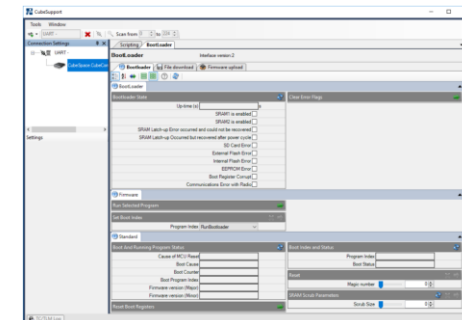 CubeSupport
Tools Window
UART - Scan from to
Connection Settings
Scripting Bootloader
UART -
BootLoader Interface version 2
CubeSpace CubeCom
Bootloader File download Firmware upload
BootLoader
Bootloader State Clear Error Flags
Up-time (s)
SRAM1 is enabled
SRAM2 is enabled
SRAM Latch-up Error occurred and could not be recovered
SRAM Latch-up Occurred but recovered after power cycle
SD Card Error
External Flash Error
Internal Flash Error
EEPROM Error
Boot Register Corrupt
Communications Error with Radio
Settings
Firmware
Run Selected Program
Set Boot Index
Program Index RunBootloader
Standard
Boot And Running Program Status Boot Index and Status
Cause of MCU Reset Program Index
Boot Cause Boot Status
Boot Counter Reset
Boot Program Index Magic number 0
Firmware version (Major) SRAM Scrub Parameters
Firmware version (Minor) Scrub Size 0
Reset Boot Registers